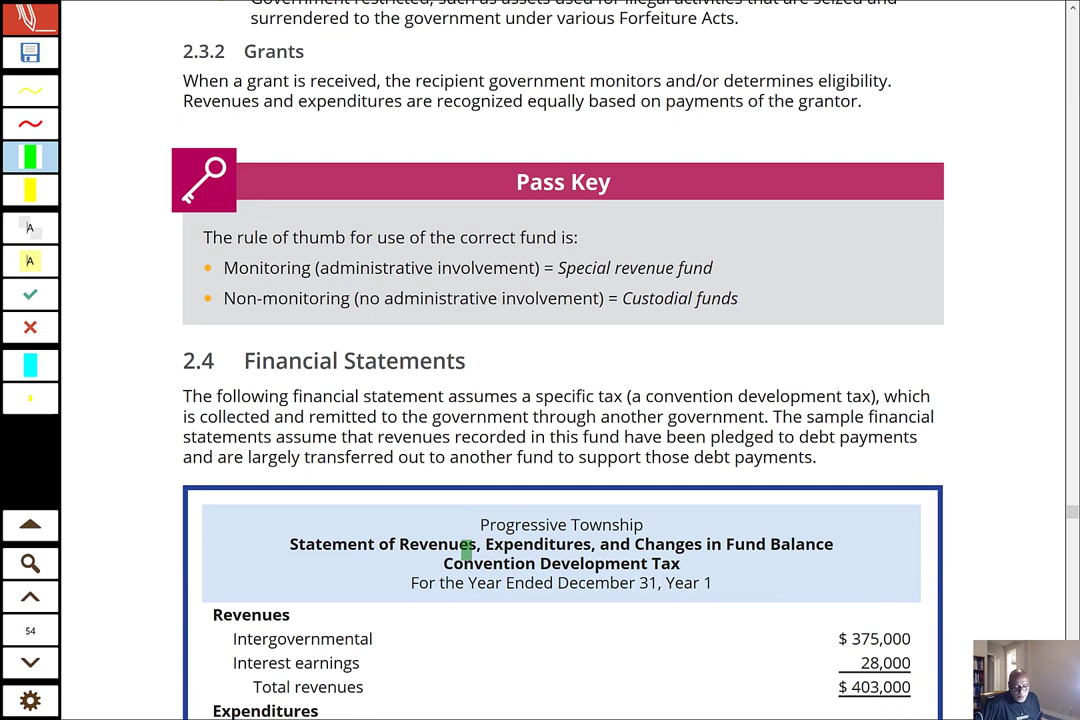 Government restricted, such as assets used for illegal activities that are seized and
surrendered to the government under various Forfeiture Acts.
2.3.2 Grants
When a grant is received, the recipient government monitors and/or determines eligibility.
Revenues and expenditures are recognized equally based on payments of the grantor.
Pass Key
The rule of thumb for use of the correct fund is:
• Monitoring (administrative involvement) = Special revenue fund
• Non-monitoring (no administrative involvement) = Custodial funds
2.4 Financial Statements
The following financial statement assumes a specific tax (a convention development tax), which
is collected and remitted to the government through another government. The sample financial
statements assume that revenues recorded in this fund have been pledged to debt payments
and are largely transferred out to another fund to support those debt payments.
Progressive Township
Statement of Revenues, Expenditures, and Changes in Fund Balance
Convention Development Tax
For the Year Ended December 31, Year 1
Revenues
Intergovernmental $ 375,000
Interest earnings 28,000
Total revenues $ 403,000
Expenditures
A
A
54